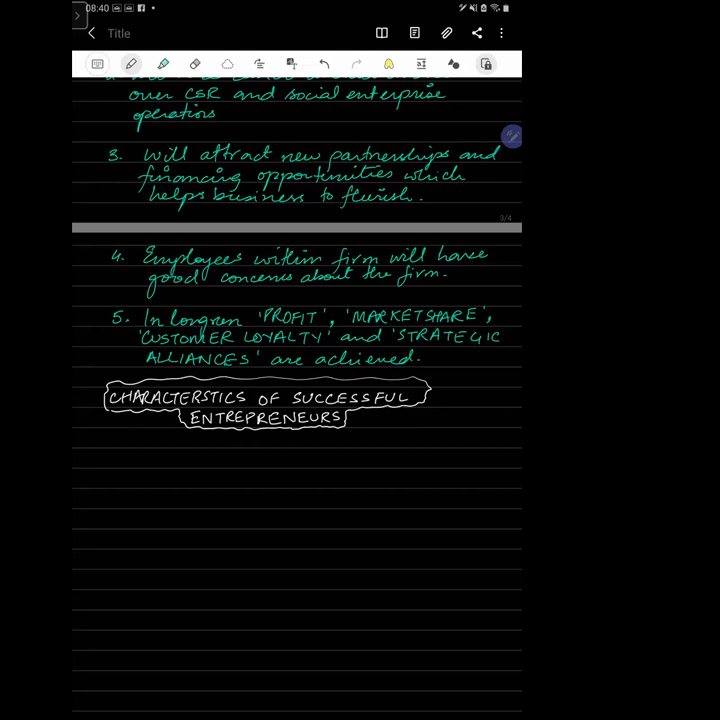 08:40
Title
over CSR and social enterprise
operations
3. Will attract new partnerships and
financing opportunities which
helps business to flurish.
3/4
4. Employees within firm will have
good concerns about the firm.
5. In longrun 'PROFIT', 'MARKETSHARE',
'CUSTOMER LOYALTY' and 'STRATEGIC
ALLIANCES' are achieved.
CHARACTERSTICS OF SUCCESSFUL
ENTREPRENEURS